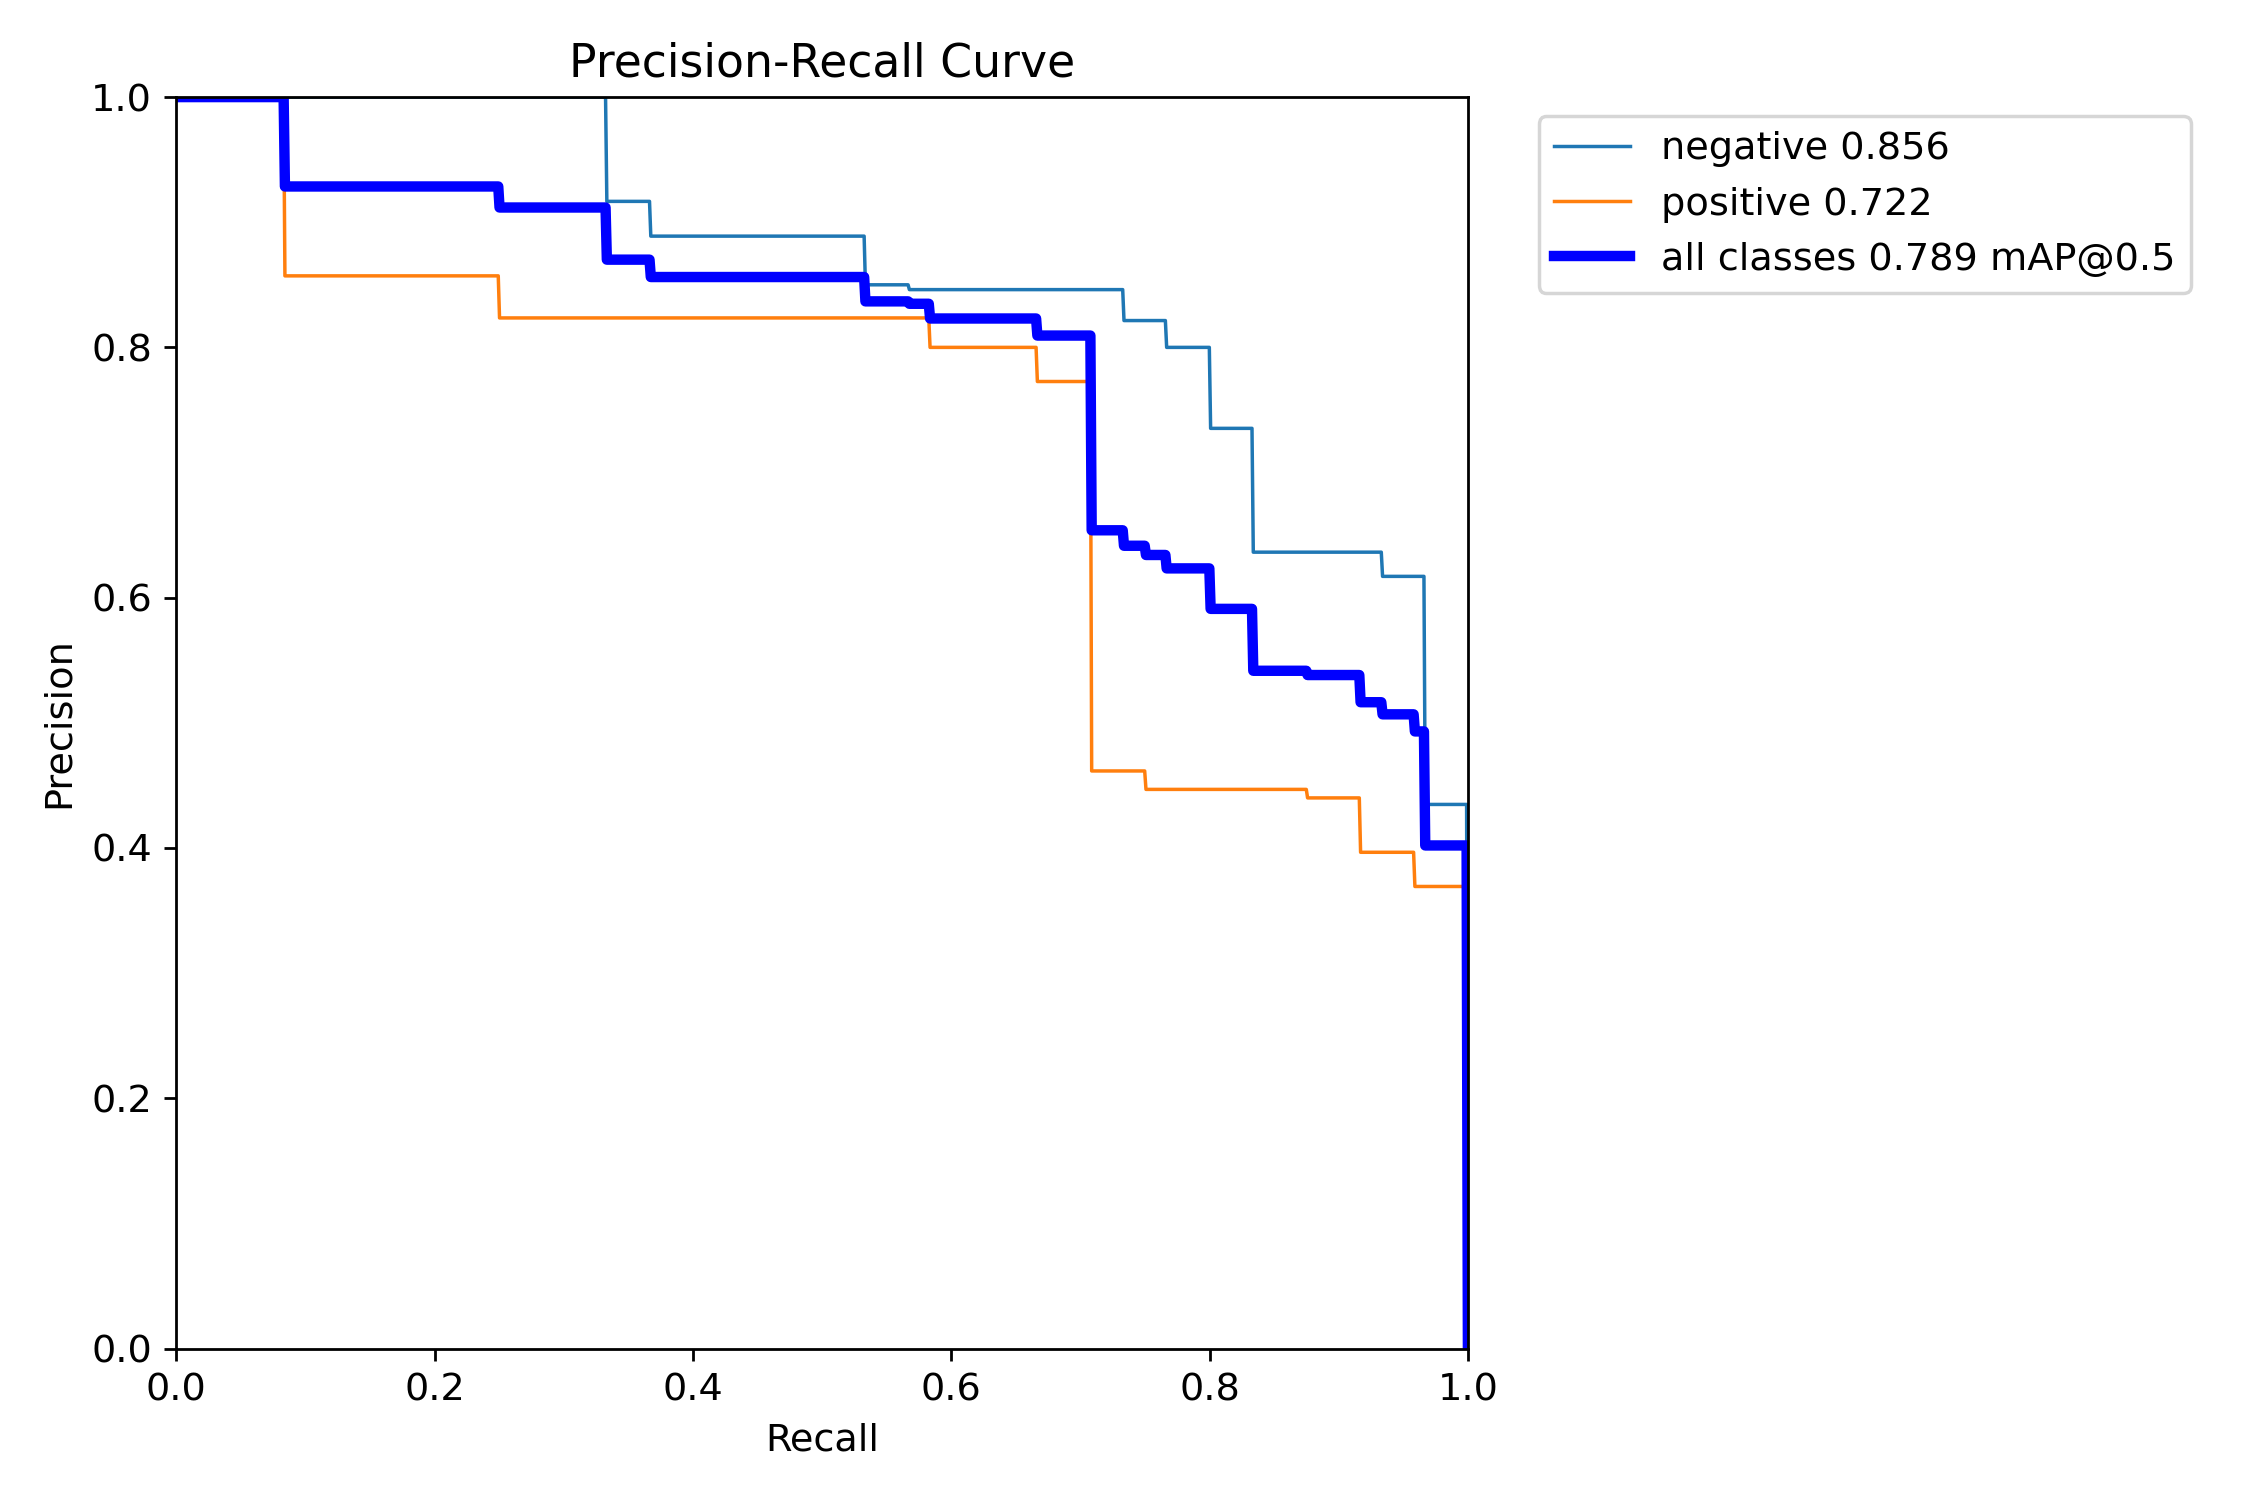 Precision-Recall Curve
1.0
0.8
0.6
0.4
0.2
0.0
Precision
0.0 0.2 0.4 0.6 0.8 1.0
Recall
negative 0.856
positive 0.722
all classes 0.789 mAP@0.5